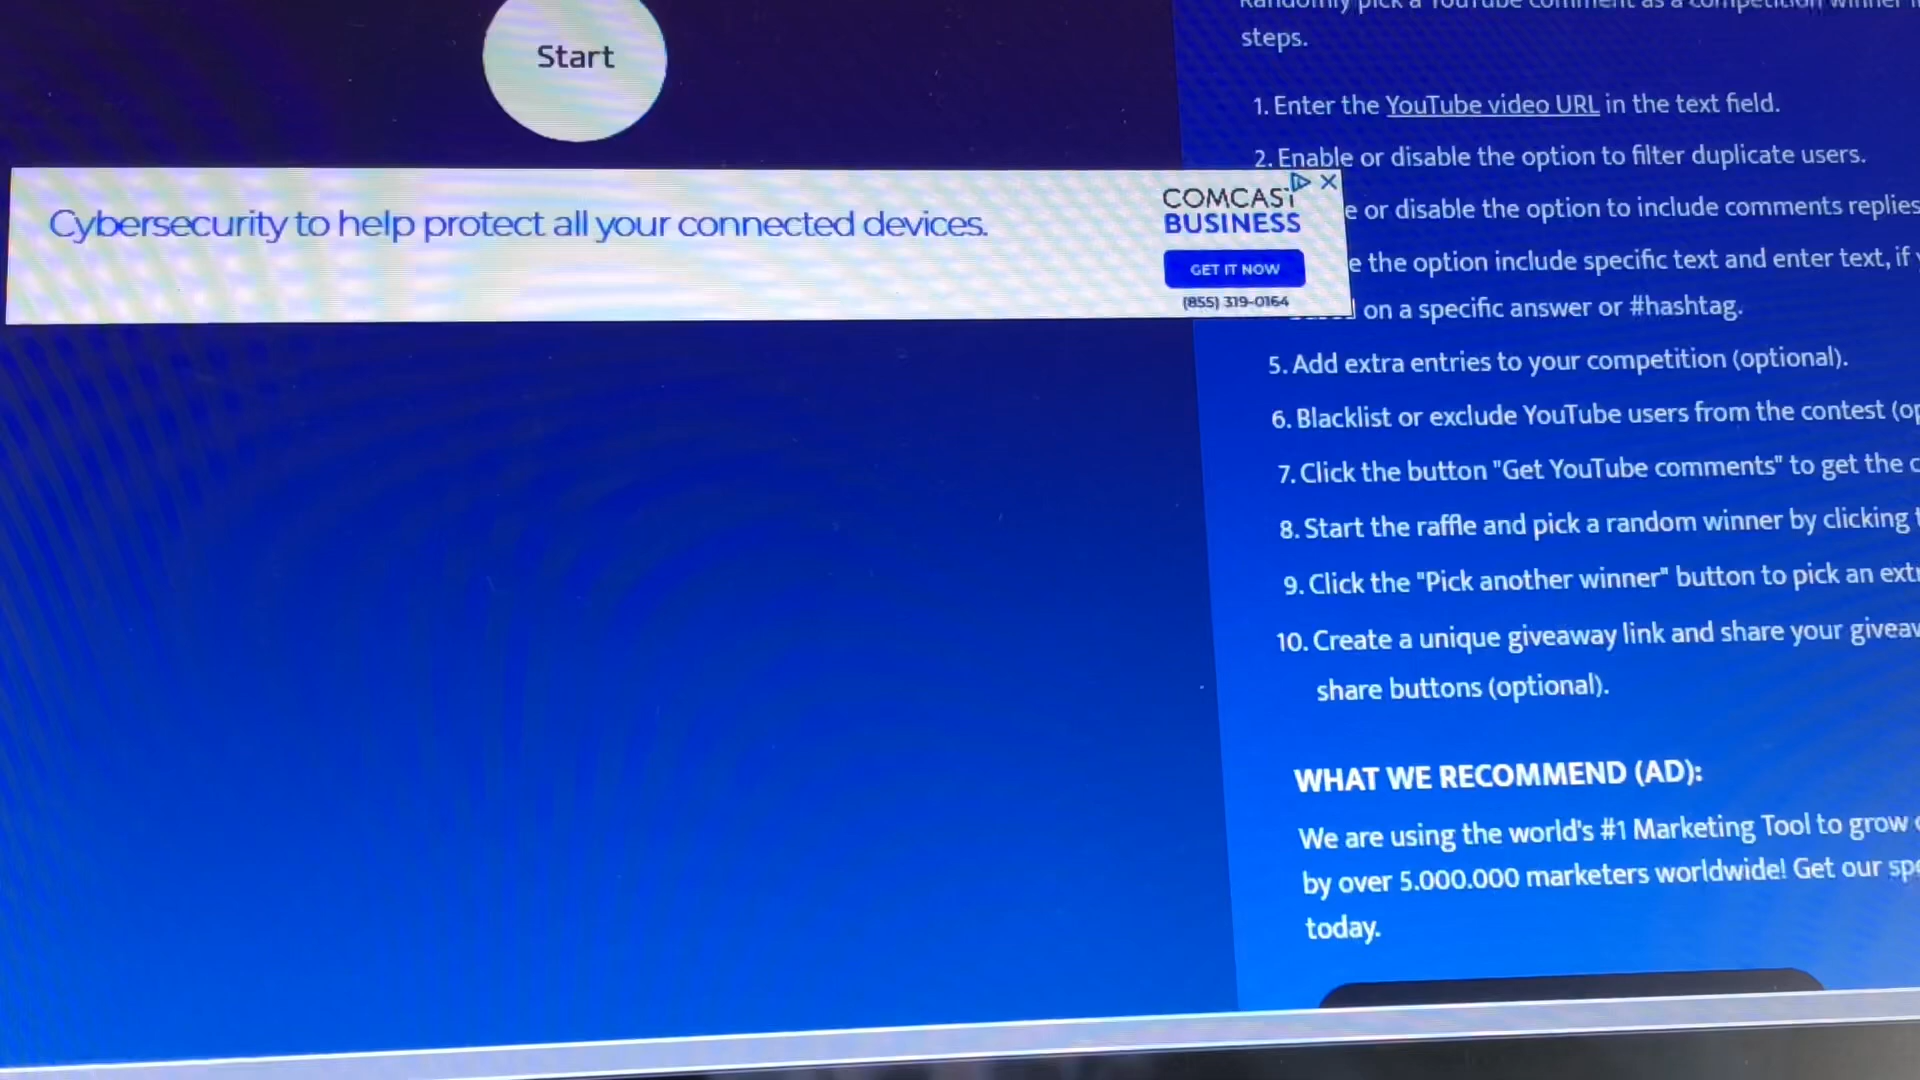 Start
Randomly pick a YouTube comment as a competition winner
steps.
1. Enter the YouTube video URL in the text field.
2. Enable or disable the option to filter duplicate users.
e or disable the option to include comments replies
e the option include specific text and enter text, if
on a specific answer or #hashtag.
5. Add extra entries to your competition (optional).
6. Blacklist or exclude YouTube users from the contest
7. Click the button "Get YouTube comments" to get the
8. Start the raffle and pick a random winner by clicking
9. Click the "Pick another winner" button to pick an
10. Create a unique giveaway link and share your
share buttons (optional).
WHAT WE RECOMMEND (AD):
We are using the world's #1 Marketing Tool to grow
by over 5.000.000 marketers worldwide! Get our
today.
Cybersecurity to help protect all your connected devices.
COMCAST
BUSINESS
GET IT NOW
(855) 319-0164